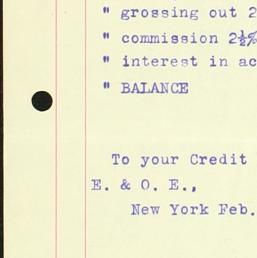 " grossing out 2
" commission 2½%
" interest in ac
" BALANCE
To your Credit
E. & O. E.,
New York Feb.